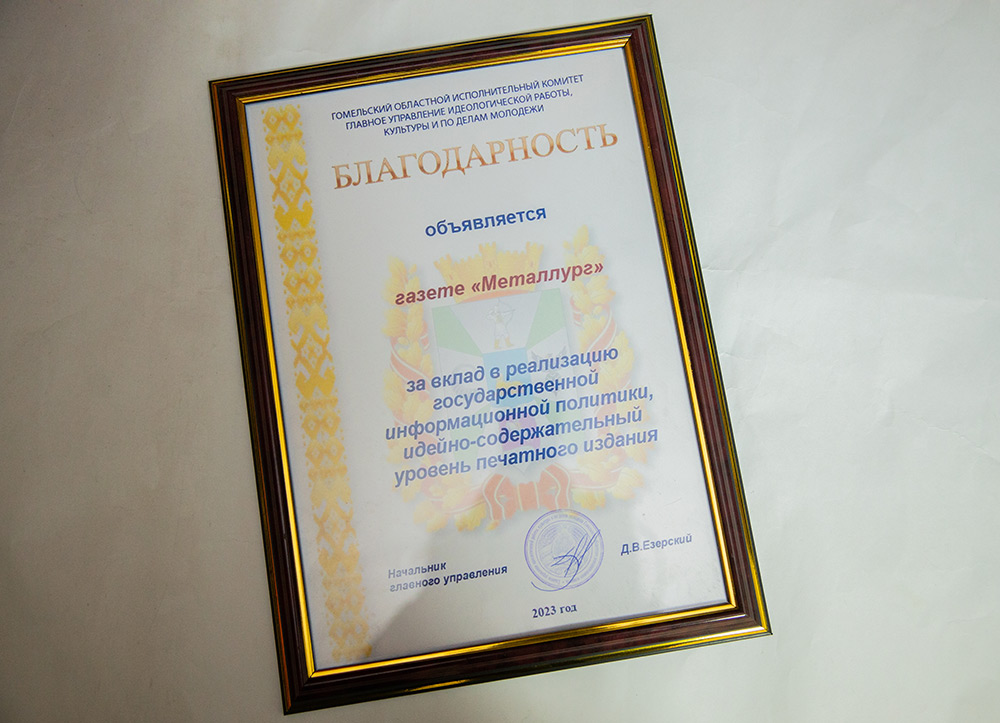 ГОМЕЛЬСКИЙ ОБЛАСТНОЙ ИСПОЛНИТЕЛЬНЫЙ КОМИТЕТ
ГЛАВНОЕ УПРАВЛЕНИЕ ИДЕОЛОГИЧЕСКОЙ РАБОТЫ,
КУЛЬТУРЫ И ПО ДЕЛАМ МОЛОДЕЖИ
БЛАГОДАРНОСТЬ
объявляется
газете «Металлург»
за вклад в реализацию
государственной
информационной политики,
идейно-содержательный
уровень печатного издания
Начальник
главного управления
Д.В.Езерский
2023 год